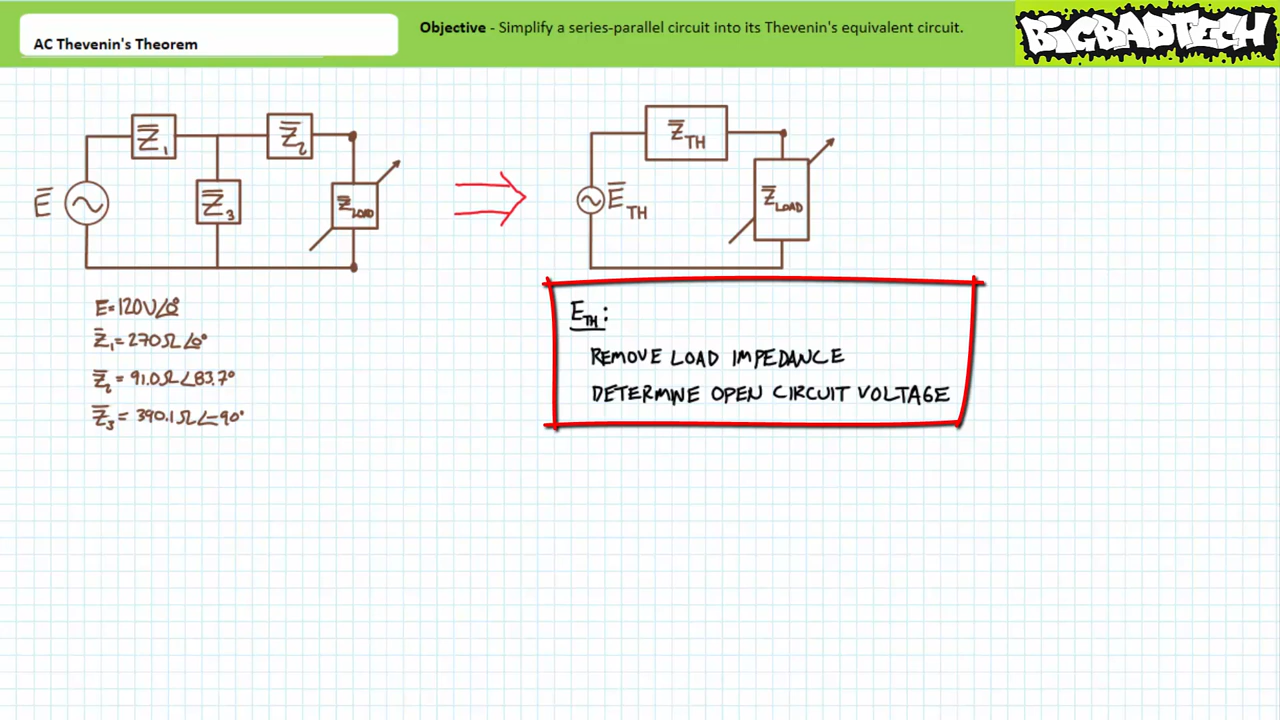 AC Thevenin's Theorem
Objective - Simplify a series-parallel circuit into its Thevenin's equivalent circuit.
BIGBADTECH
Z̅₁
Z̅₂
E̅
Z̅₃
Z̅LOAD
Z̅TH
E̅TH
Z̅LOAD
E=120V∠0°
Z̅₁=270Ω∠0°
Z̅₂=91.0Ω∠83.7°
Z̅₃=390.1Ω∠-90°
ETH:
REMOVE LOAD IMPEDANCE
DETERMINE OPEN CIRCUIT VOLTAGE